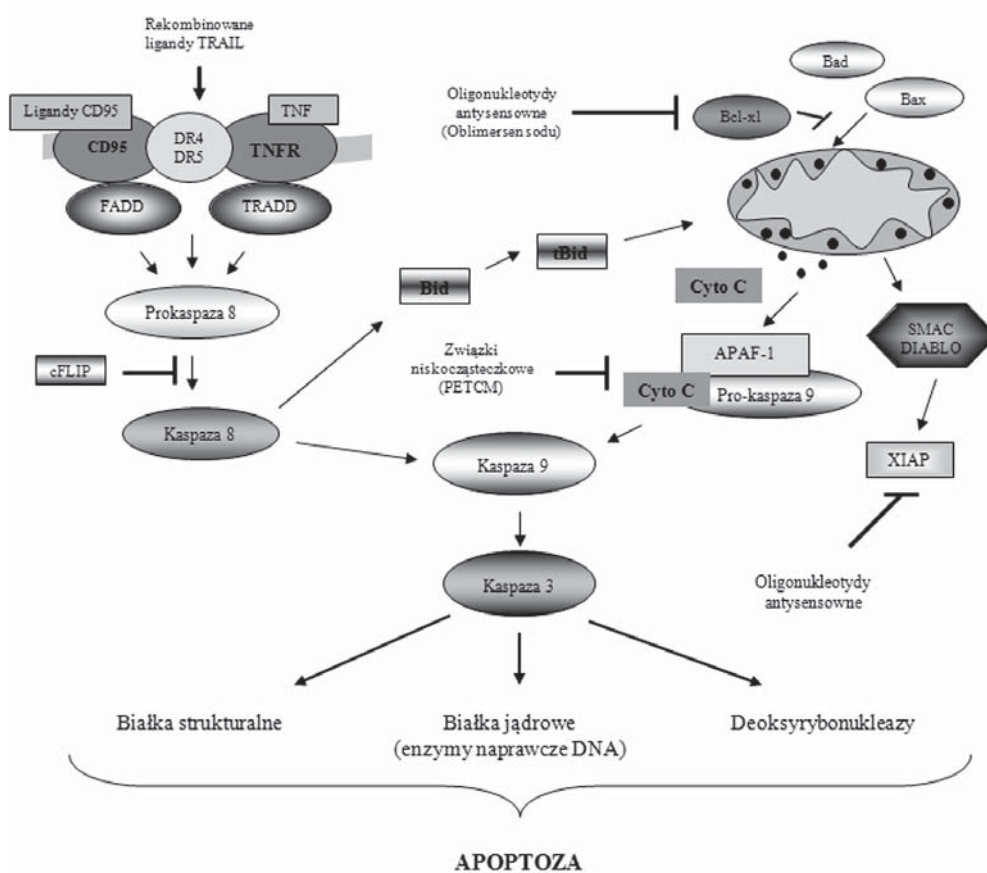 Rekombinowane
ligandy TRAIL
Ligandy CD95
TNF
CD95
DR4
DR5
TNFR
FADD
TRADD
Prokaspaza 8
cFLIP
Kaspaza 8
Bid
tBid
Oligonukleotydy
antysensowne
(Oblimersen sodu)
Bcl-xl
Bad
Bax
Cyto C
Związki
niskocząsteczkowe
(PETCM)
APAF-1
Cyto C
Pro-kaspaza 9
SMAC
DIABLO
XIAP
Oligonukleotydy
antysensowne
Kaspaza 9
Kaspaza 3
Białka strukturalne
Białka jądrowe
(enzymy naprawcze DNA)
Deoksyrybonukleazy
APOPTOZA